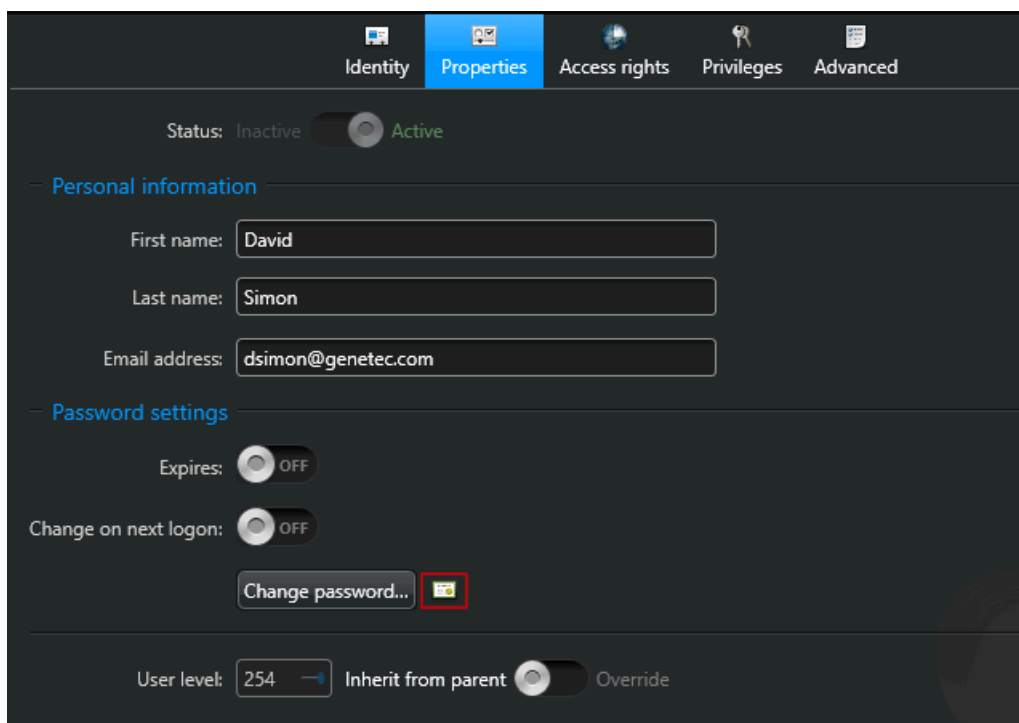 Identity Properties Access rights Privileges Advanced
Status: Inactive Active
Personal information
First name: David
Last name: Simon
Email address: dsimon@genetec.com
Password settings
Expires: OFF
Change on next logon: OFF
Change password...
User level: 254 Inherit from parent Override